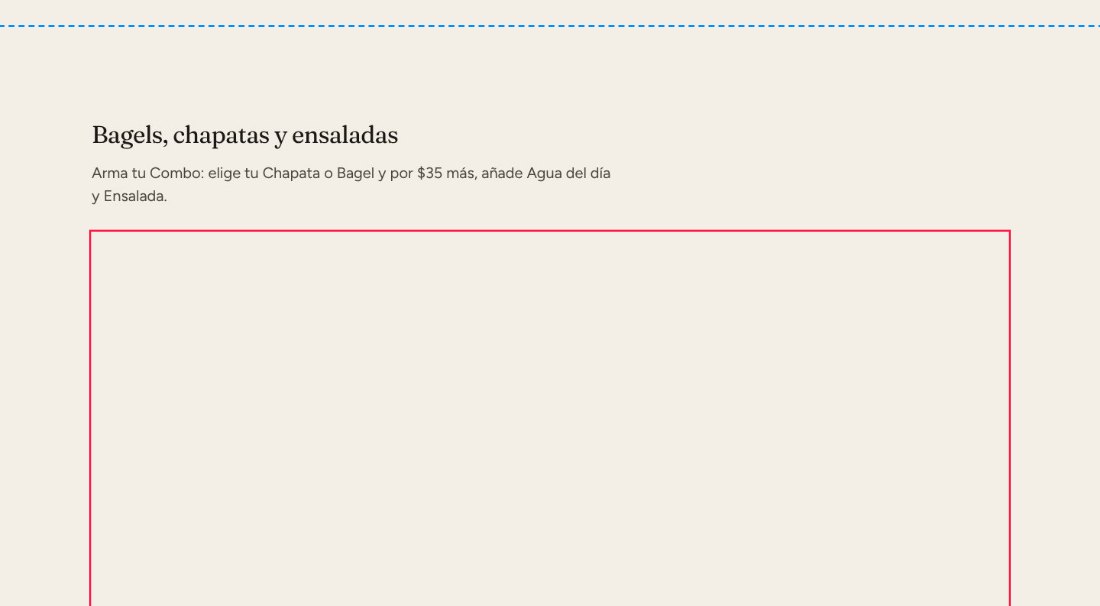 Bagels, chapatas y ensaladas
Arma tu Combo: elige tu Chapata o Bagel y por $35 más, añade Agua del día
y Ensalada.